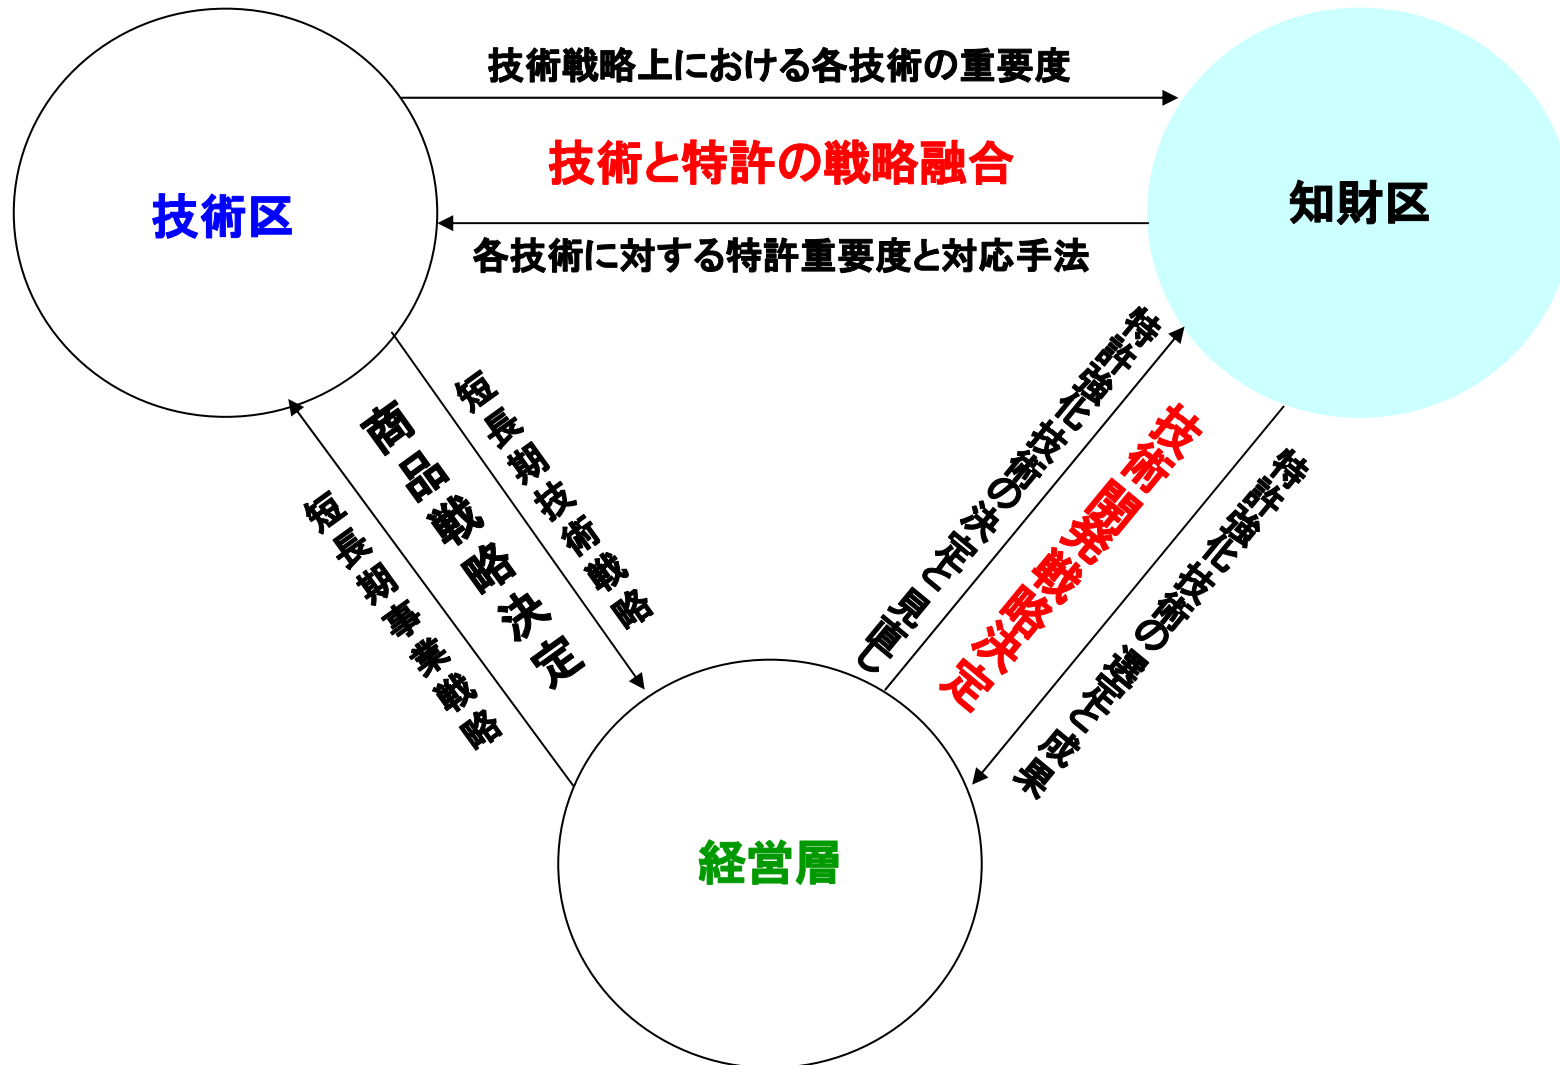 技術戦略上における各技術の重要度
技術と特許の戦略融合
技術区
知財区
各技術に対する特許重要度と対応手法
短長期技術戦略
商品戦略決定
短長期事業戦略
特許強化技術の決定と見直し
技術開発戦略決定
特許強化技術の選定と成果
経営層